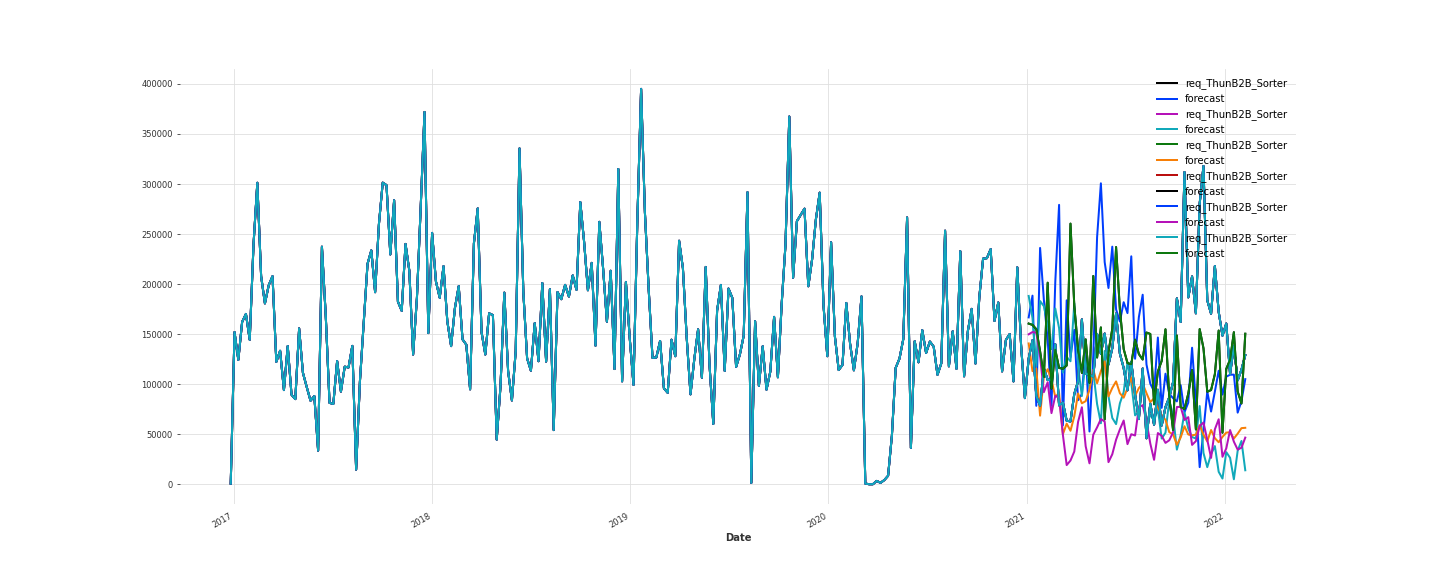 400000
350000
300000
250000
200000
150000
100000
50000
0
2017
2018
2019
2020
2021
2022
Date
req_ThunB2B_Sorter
forecast
req_ThunB2B_Sorter
forecast
req_ThunB2B_Sorter
forecast
req_ThunB2B_Sorter
forecast
req_ThunB2B_Sorter
forecast
req_ThunB2B_Sorter
forecast